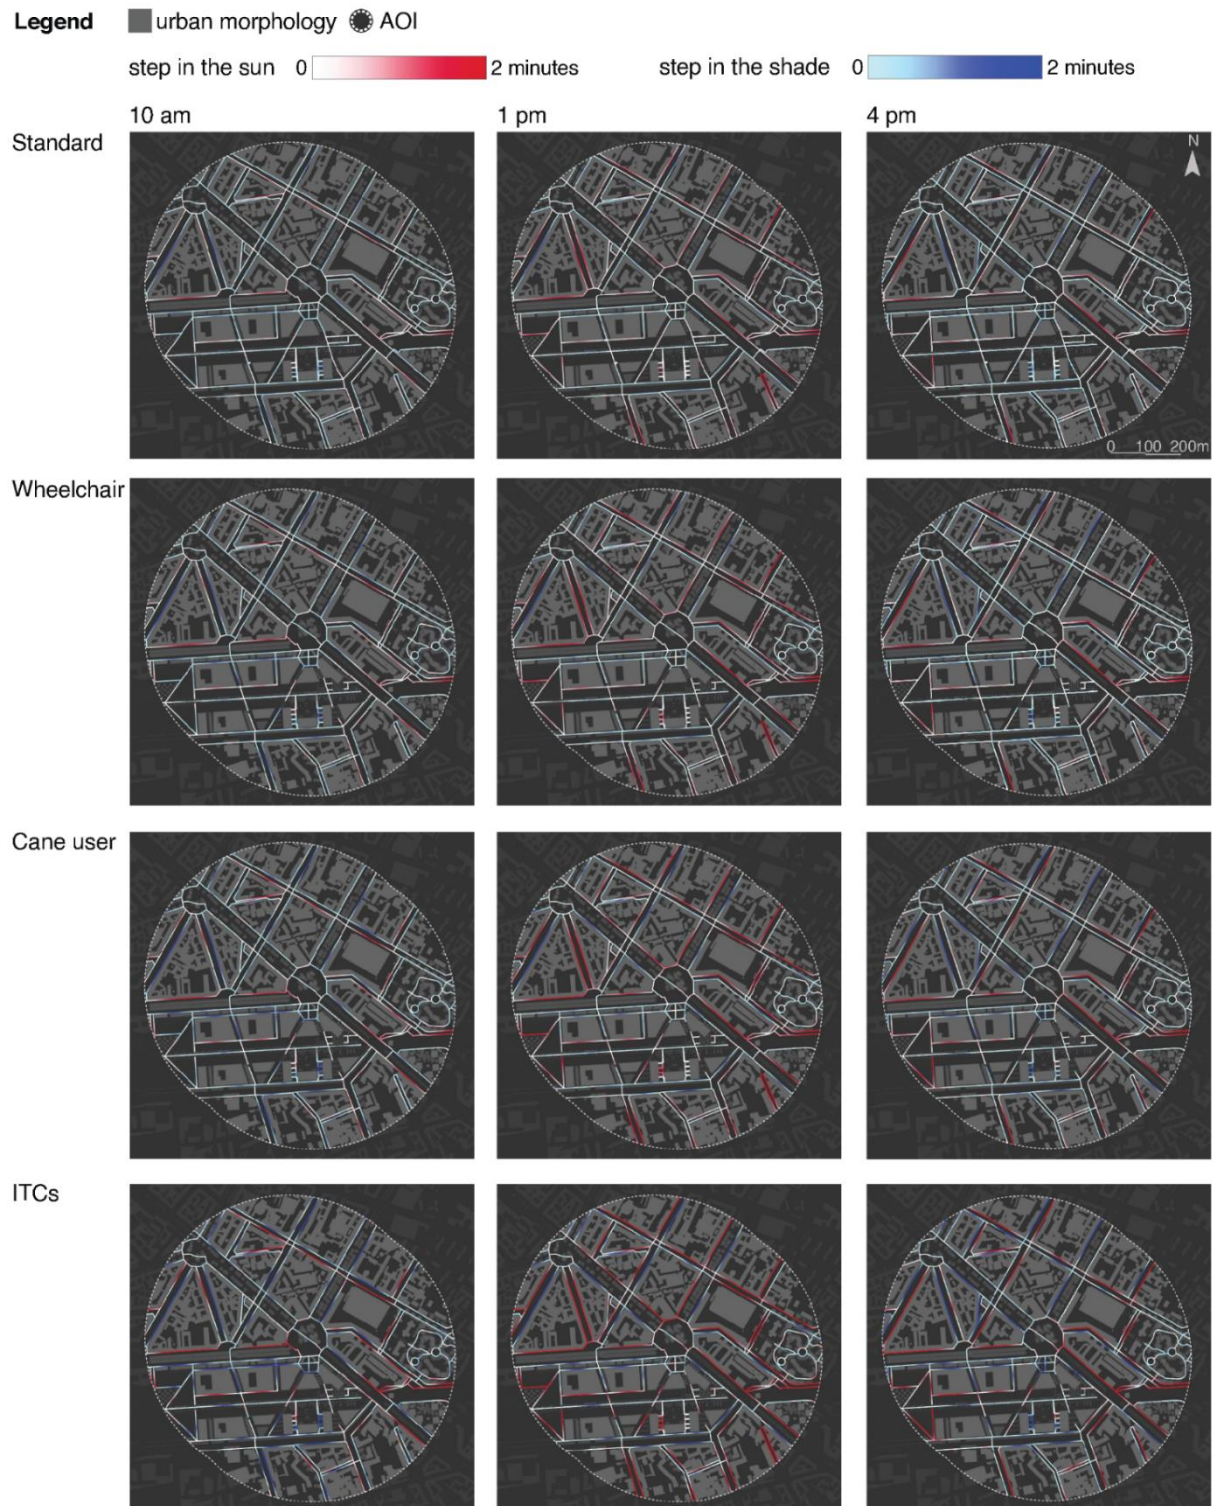 Legend urban morphology AOI
step in the sun 0 2 minutes step in the shade 0 2 minutes
10 am 1 pm 4 pm
Standard
N
0 100 200m
Wheelchair
Cane user
ITCs